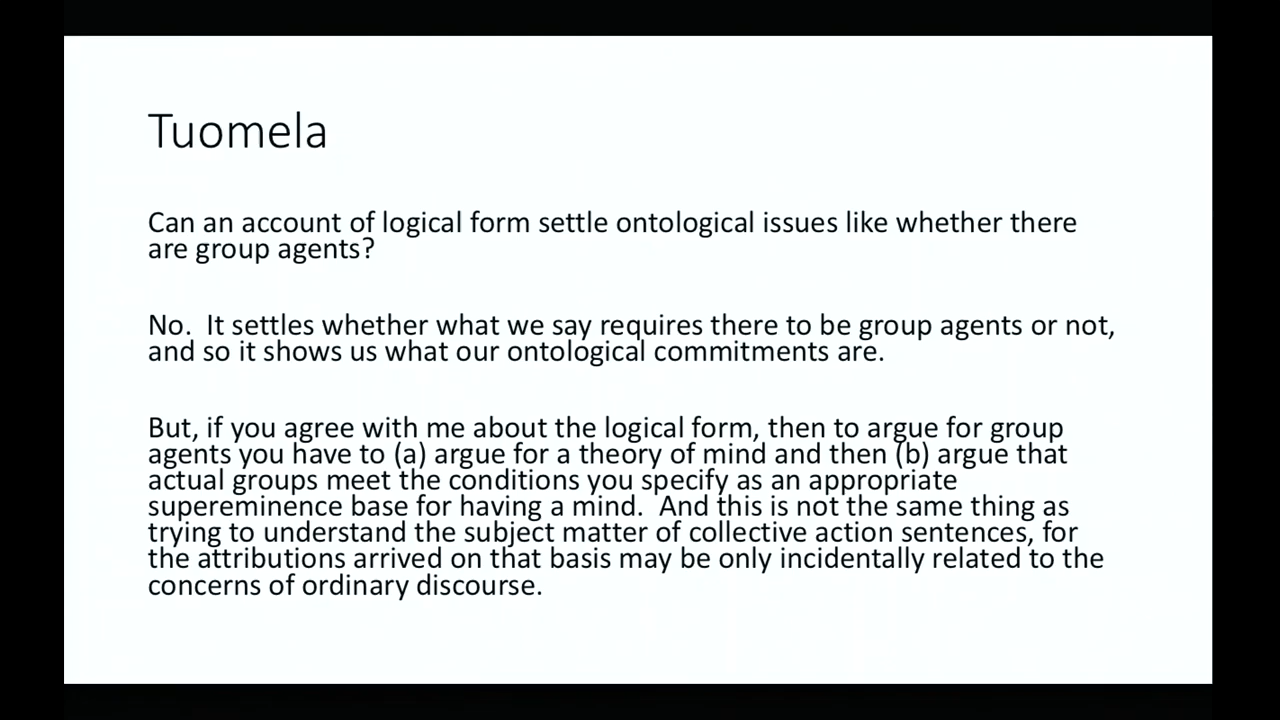 Tuomela
Can an account of logical form settle ontological issues like whether there
are group agents?
No.  It settles whether what we say requires there to be group agents or not,
and so it shows us what our ontological commitments are.
But, if you agree with me about the logical form, then to argue for group
agents you have to (a) argue for a theory of mind and then (b) argue that
actual groups meet the conditions you specify as an appropriate
supereminence base for having a mind.  And this is not the same thing as
trying to understand the subject matter of collective action sentences, for
the attributions arrived on that basis may be only incidentally related to the
concerns of ordinary discourse.